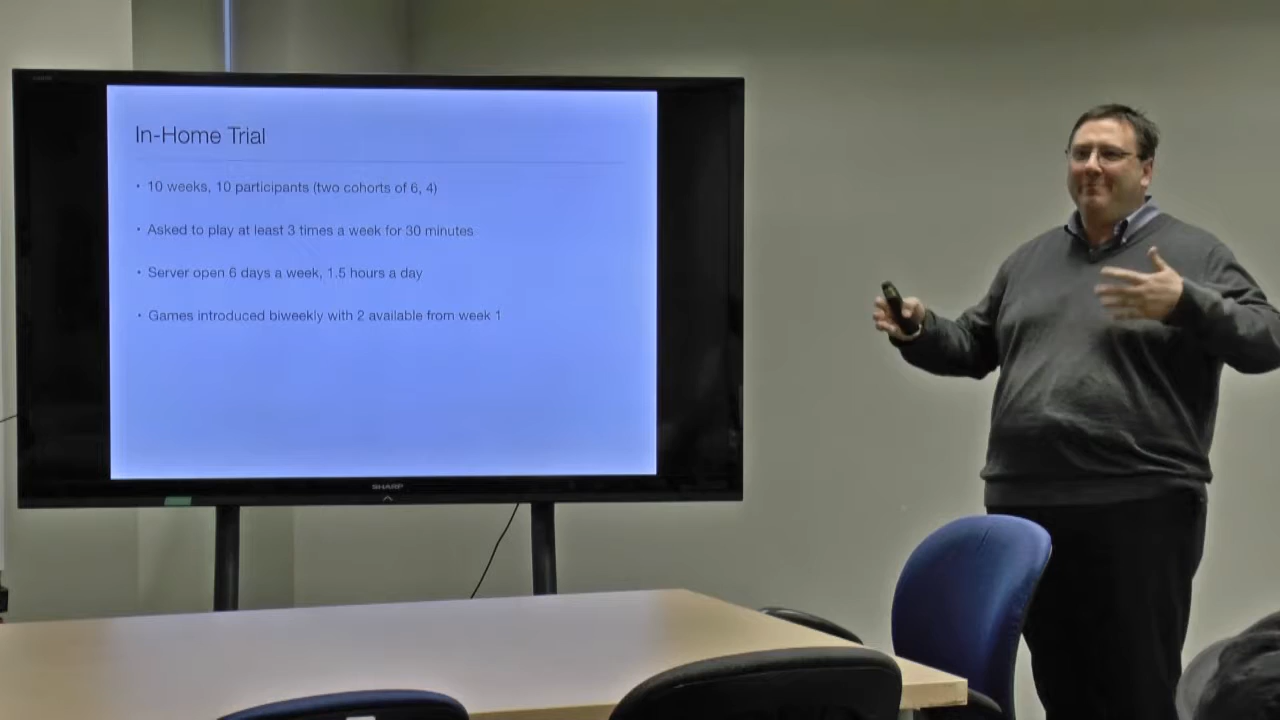 In-Home Trial
• 10 weeks, 10 participants (two cohorts of 6, 4)
• Asked to play at least 3 times a week for 30 minutes
• Server open 6 days a week, 1.5 hours a day
• Games introduced biweekly with 2 available from week 1
SHARP